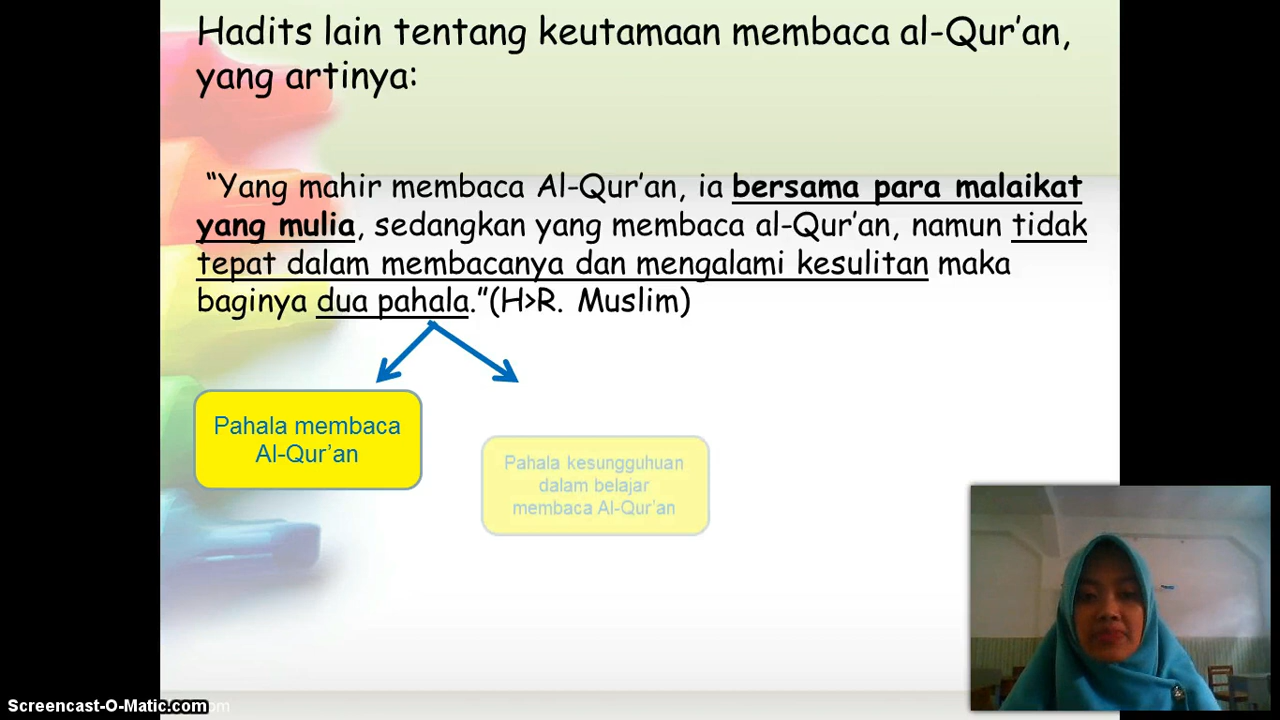 Hadits lain tentang keutamaan membaca al-Qur’an,
yang artinya:
“Yang mahir membaca Al-Qur’an, ia bersama para malaikat
yang mulia, sedangkan yang membaca al-Qur’an, namun tidak
tepat dalam membacanya dan mengalami kesulitan maka
baginya dua pahala.”(H>R. Muslim)
Pahala membaca
Al-Qur’an
Pahala kesungguhuan
dalam belajar
membaca Al-Qur’an
Screencast-O-Matic.com